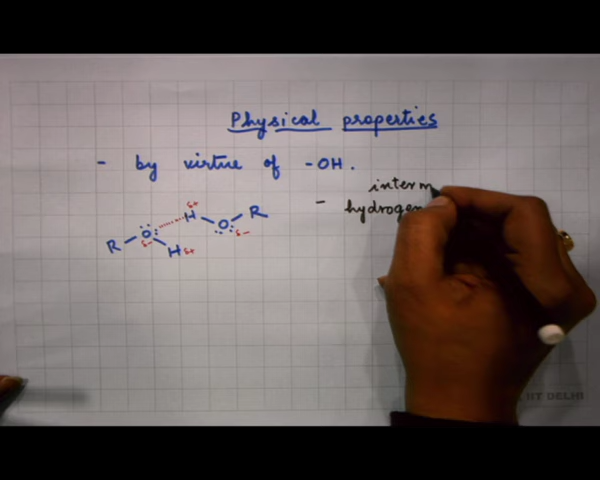 Physical properties
- by virtue of -OH.
interm
- hydrogen
δ+
H O R
δ-
R O
δ-
H δ+
IIT DELHI